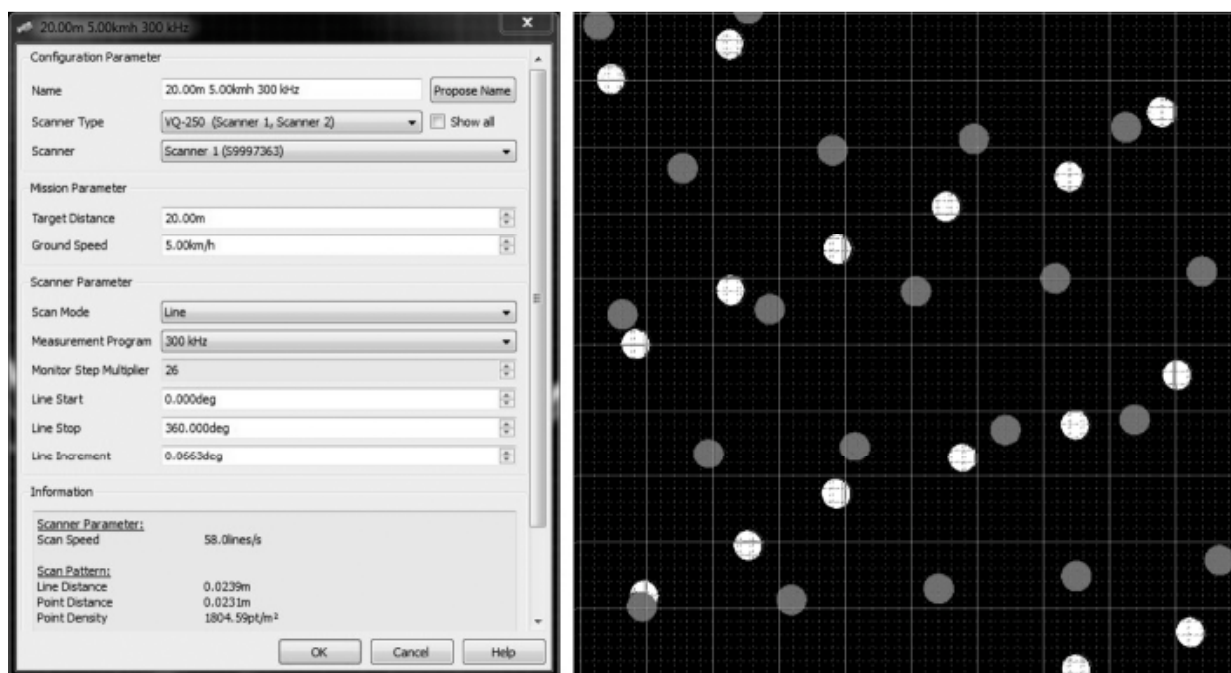 20.00m 5.00kmh 300 kHz
Configuration Parameter
Name 20.00m 5.00kmh 300 kHz Propose Name
Scanner Type VQ-250 (Scanner 1, Scanner 2) Show all
Scanner Scanner 1 (S9997363)
Mission Parameter
Target Distance 20.00m
Ground Speed 5.00km/h
Scanner Parameter
Scan Mode Line
Measurement Program 300 kHz
Monitor Step Multiplier 26
Line Start 0.000deg
Line Stop 360.000deg
Line Increment 0.0663deg
Information
Scanner Parameter:
Scan Speed 58.0lines/s
Scan Pattern:
Line Distance 0.0239m
Point Distance 0.0231m
Point Density 1804.59pt/m²
OK Cancel Help